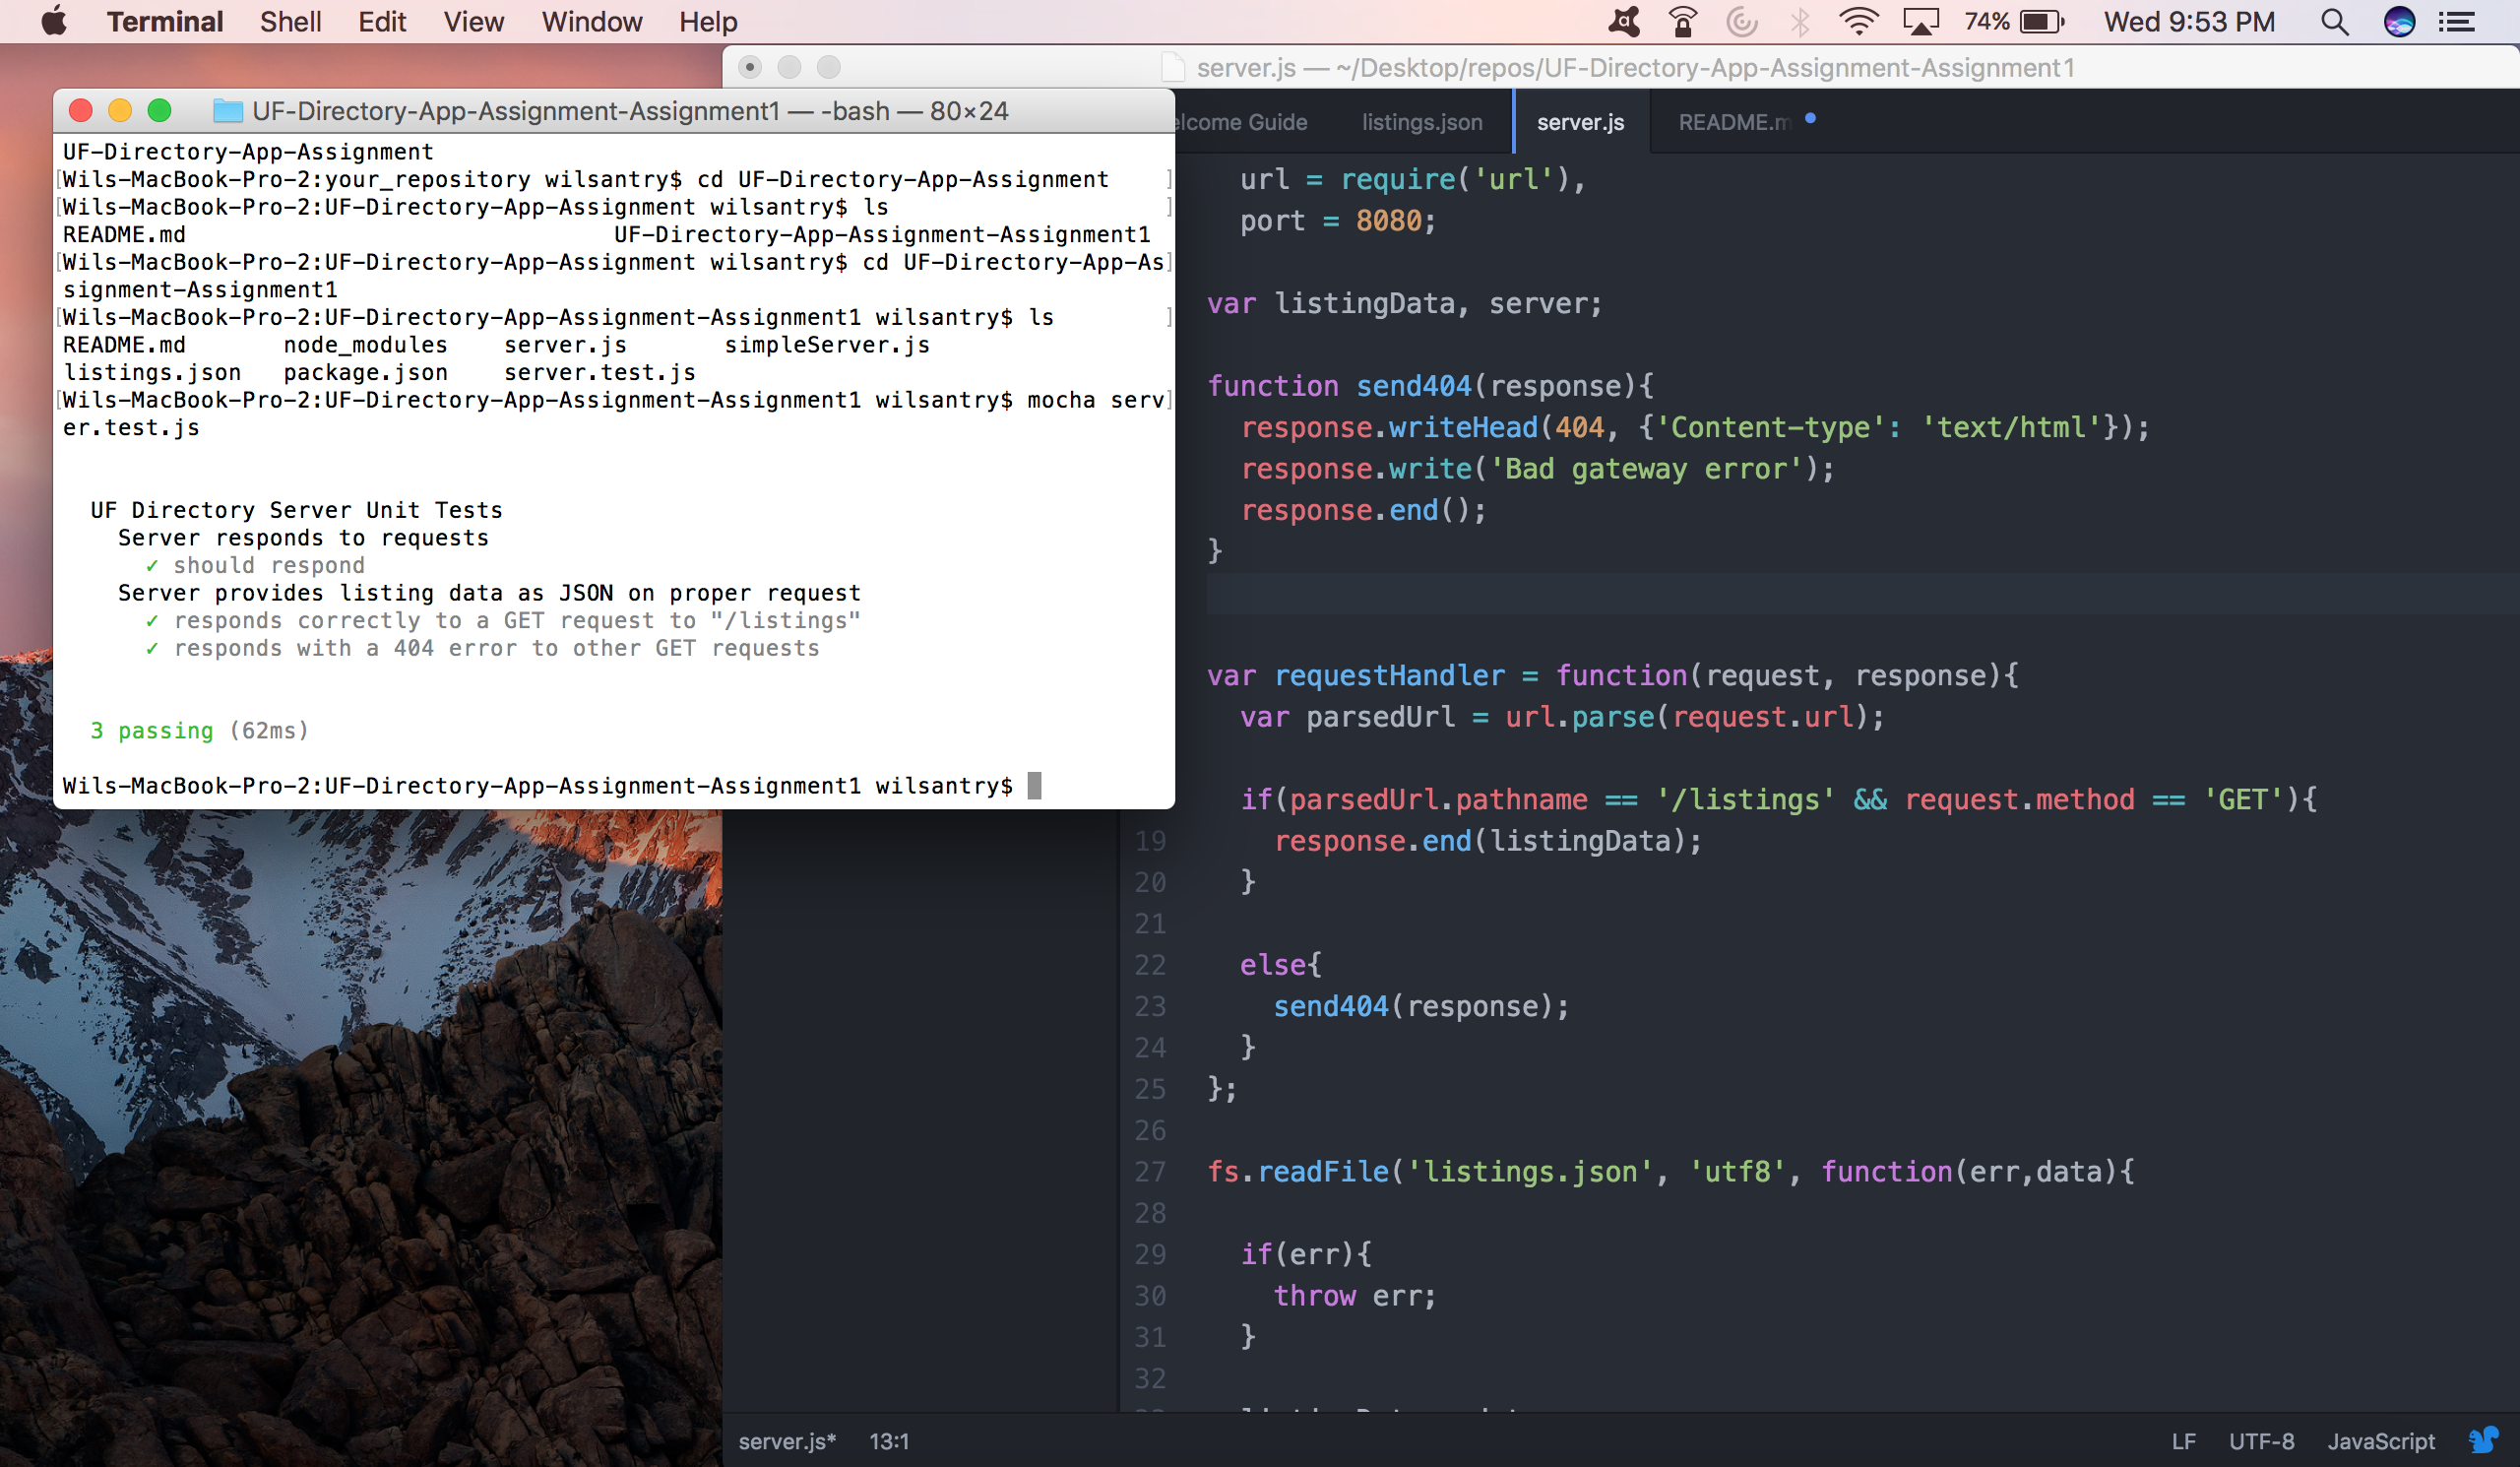 Terminal Shell Edit View Window Help 74% Wed 9:53 PM
server.js — ~/Desktop/repos/UF-Directory-App-Assignment-Assignment1
UF-Directory-App-Assignment-Assignment1 — -bash — 80×24
UF-Directory-App-Assignment
[Wils-MacBook-Pro-2:your_repository wilsantry$ cd UF-Directory-App-Assignment ]
[Wils-MacBook-Pro-2:UF-Directory-App-Assignment wilsantry$ ls ]
README.md UF-Directory-App-Assignment-Assignment1
[Wils-MacBook-Pro-2:UF-Directory-App-Assignment wilsantry$ cd UF-Directory-App-As]
signment-Assignment1
[Wils-MacBook-Pro-2:UF-Directory-App-Assignment-Assignment1 wilsantry$ ls ]
README.md node_modules server.js simpleServer.js
listings.json package.json server.test.js
[Wils-MacBook-Pro-2:UF-Directory-App-Assignment-Assignment1 wilsantry$ mocha serv]
er.test.js
UF Directory Server Unit Tests
Server responds to requests
✓ should respond
Server provides listing data as JSON on proper request
✓ responds correctly to a GET request to "/listings"
✓ responds with a 404 error to other GET requests
3 passing (62ms)
Wils-MacBook-Pro-2:UF-Directory-App-Assignment-Assignment1 wilsantry$
elcome Guide listings.json server.js README.m
url = require('url'),
port = 8080;
var listingData, server;
function send404(response){
response.writeHead(404, {'Content-type': 'text/html'});
response.write('Bad gateway error');
response.end();
}
var requestHandler = function(request, response){
var parsedUrl = url.parse(request.url);
if(parsedUrl.pathname == '/listings' && request.method == 'GET'){
19 response.end(listingData);
20 }
21
22 else{
23 send404(response);
24 }
25 };
26
27 fs.readFile('listings.json', 'utf8', function(err,data){
28
29 if(err){
30 throw err;
31 }
32
server.js* 13:1 LF UTF-8 JavaScript